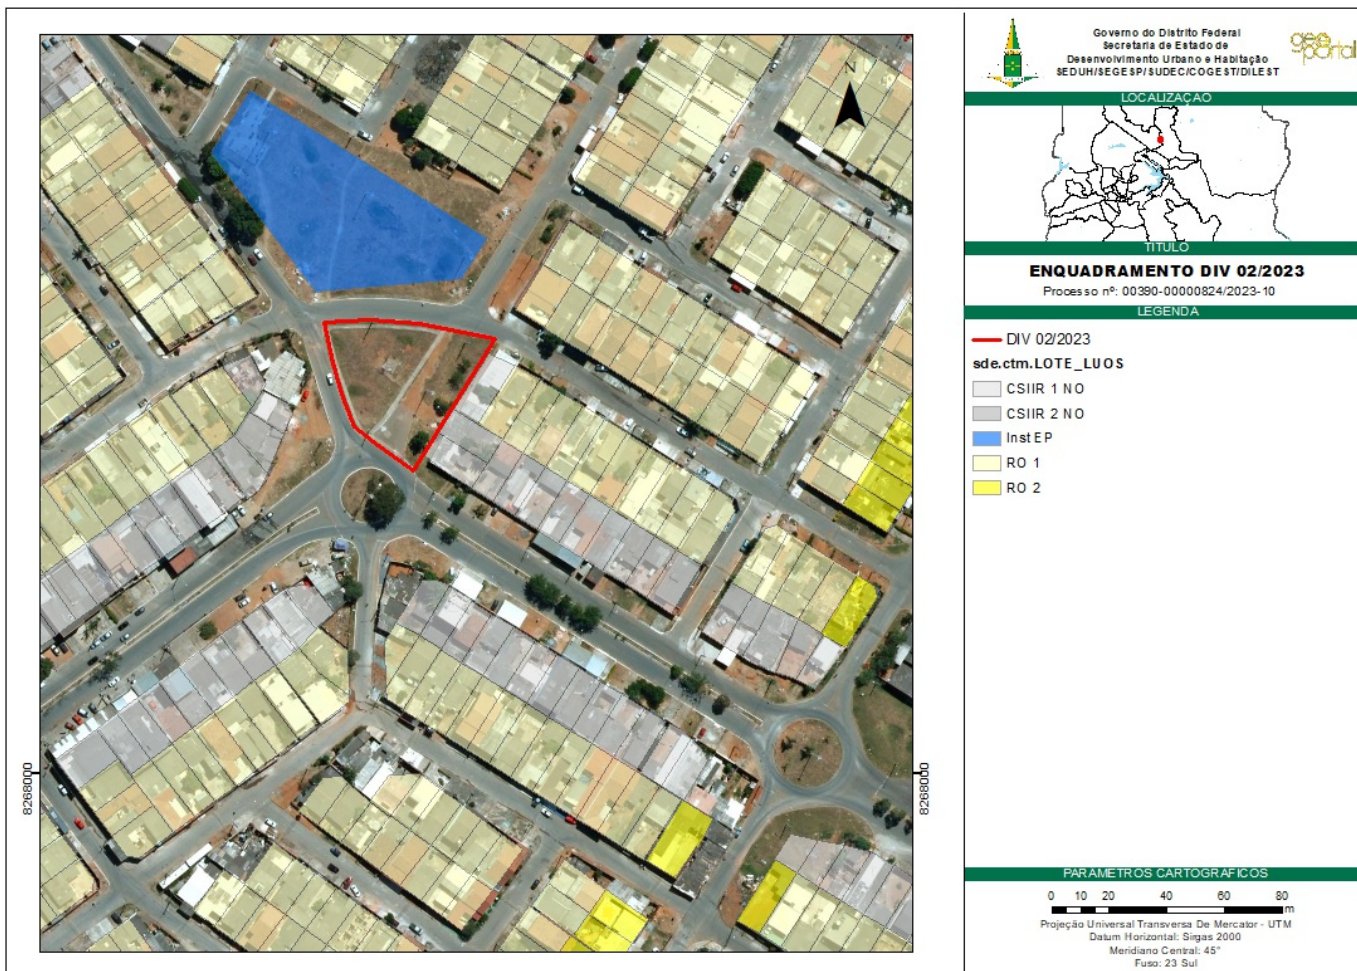 N
8268000
8268000
Governo do Distrito Federal
Secretaria de Estado de
Desenvolvimento Urbano e Habitação
SEDUH/SEGESP/SUDEC/COGEST/DILEST
geo
portal
LOCALIZAÇÃO
TITULO
ENQUADRAMENTO DIV 02/2023
Processo nº: 00390-00000824/2023-10
LEGENDA
DIV 02/2023
sde.ctm.LOTE_LUOS
CSIIR 1 NO
CSIIR 2 NO
Inst EP
RO 1
RO 2
PARAMETROS CARTOGRAFICOS
0 10 20 40 60 80
m
Projeção Universal Transversa De Mercator - UTM
Datum Horizontal: Sirgas 2000
Meridiano Central: 45°
Fuso: 23 Sul